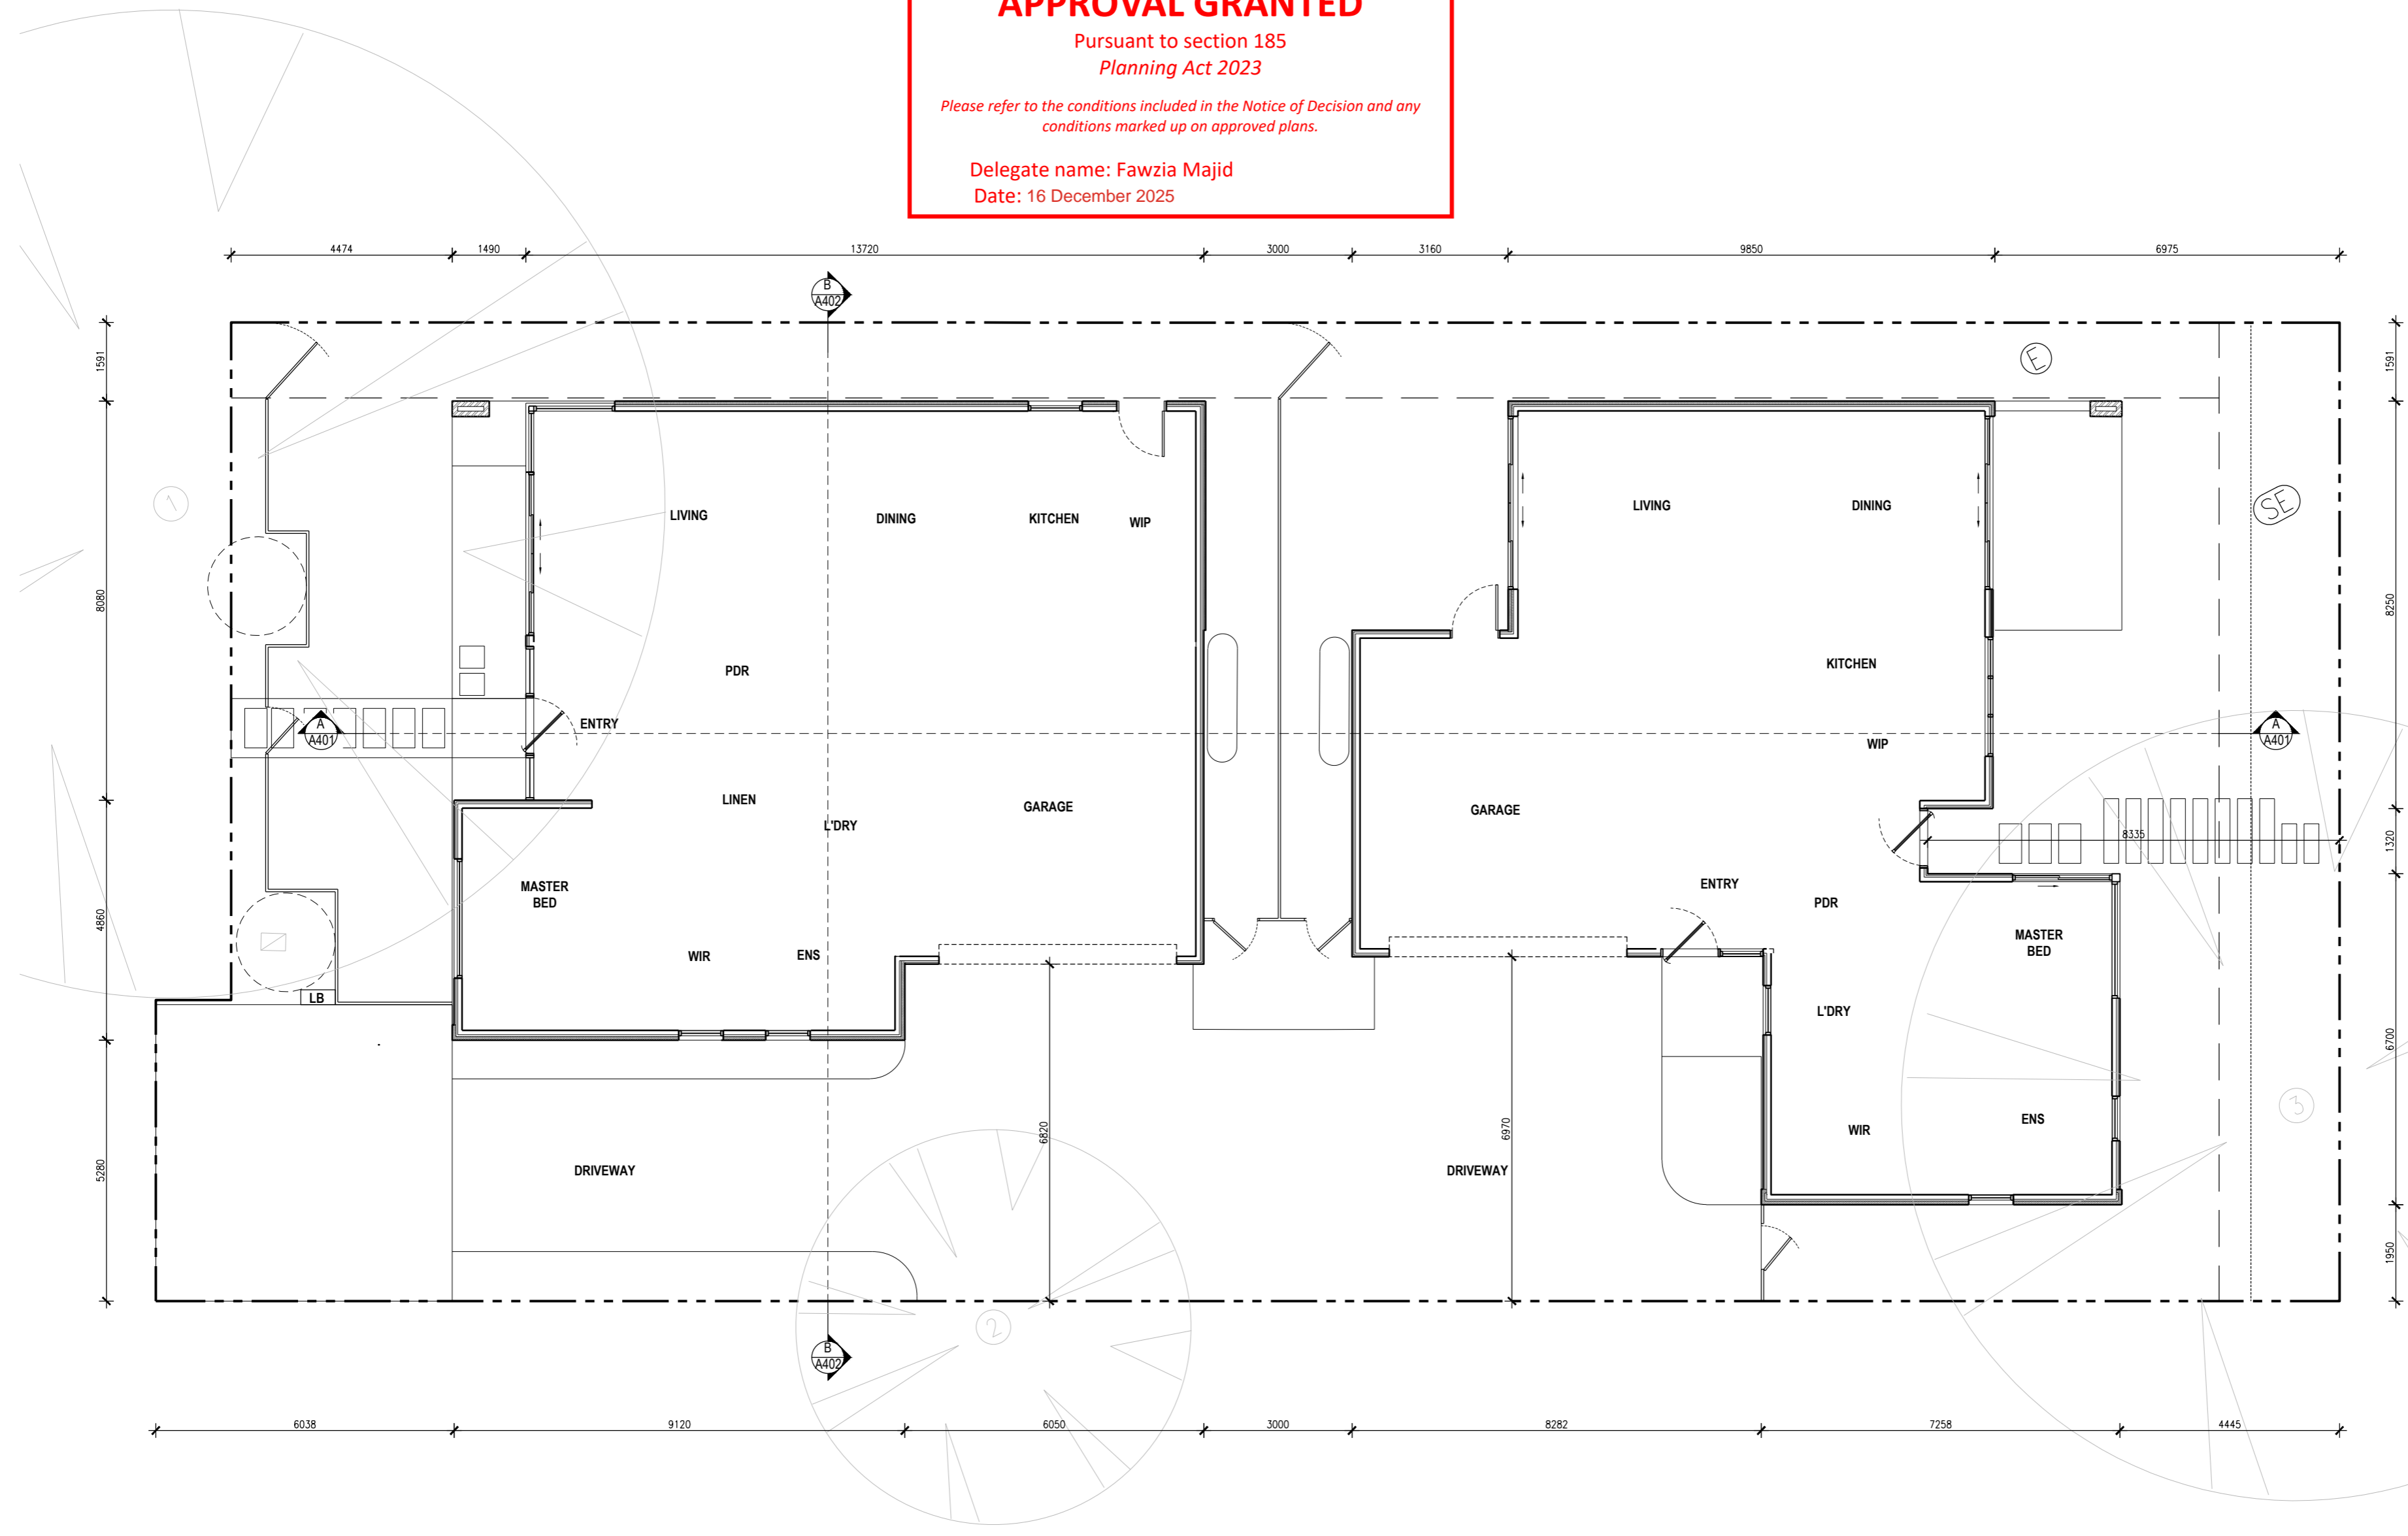 APPROVAL GRANTED
Pursuant to section 185
Planning Act 2023
Please refer to the conditions included in the Notice of Decision and any
conditions marked up on approved plans.
Delegate name: Fawzia Majid
Date: 16 December 2025
4474 1490 13720 3000 3160 9850 6975
B
A402
1591
1591
E
1
SE
LIVING DINING KITCHEN WIP
LIVING DINING
8080
8250
PDR
KITCHEN
ENTRY
A
A401
A
A401
WIP
LINEN
L'DRY
GARAGE
GARAGE
8335
1320
MASTER
BED
ENTRY
PDR
4860
MASTER
BED
WIR
ENS
LB
L'DRY
6700
3
6820
6970
WIR
ENS
5280
DRIVEWAY
DRIVEWAY
1950
2
B
A402
6038 9120 6050 3000 8282 7258 4445